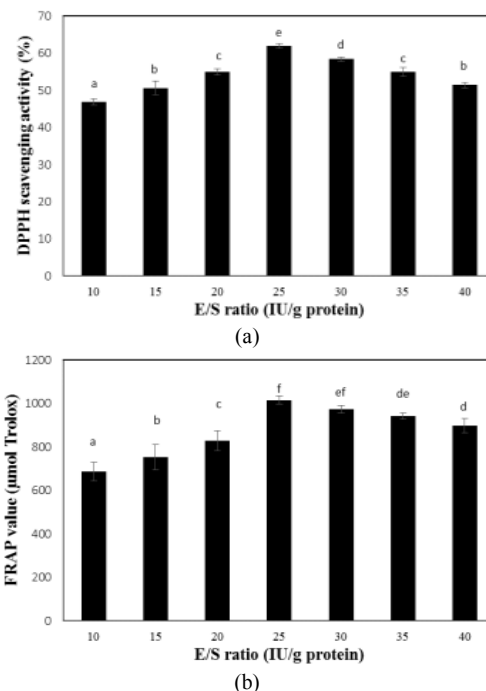 70
60
50
40
30
20
10
0
DPPH scavenging activity (%)
a
b
c
e
d
c
b
10 15 20 25 30 35 40
E/S ratio (IU/g protein)
(a)
1200
1000
800
600
400
200
0
FRAP value (μmol Trolox)
a
b
c
f
ef
de
d
10 15 20 25 30 35 40
E/S ratio (IU/g protein)
(b)